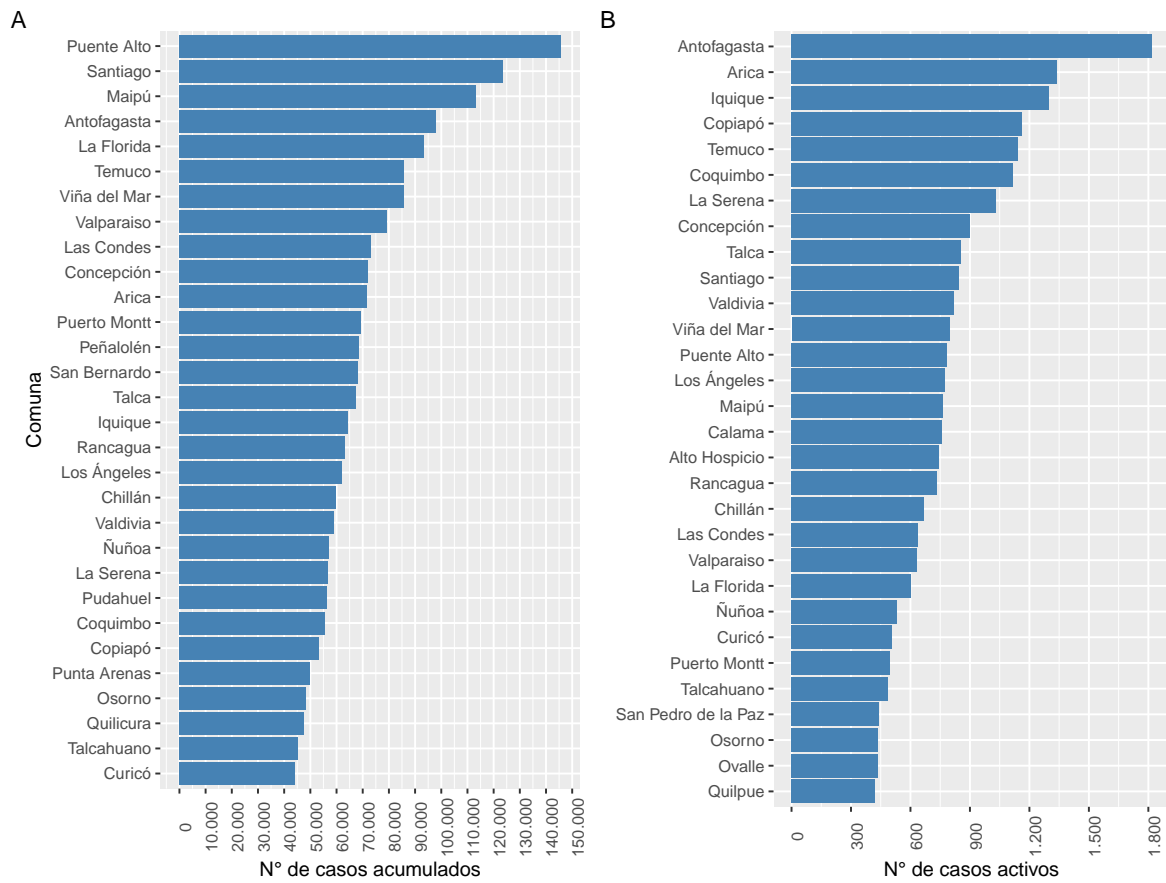 A
Comuna
Puente Alto
Santiago
Maipú
Antofagasta
La Florida
Temuco
Viña del Mar
Valparaiso
Las Condes
Concepción
Arica
Puerto Montt
Peñalolén
San Bernardo
Talca
Iquique
Rancagua
Los Ángeles
Chillán
Valdivia
Ñuñoa
La Serena
Pudahuel
Coquimbo
Copiapó
Punta Arenas
Osorno
Quilicura
Talcahuano
Curicó
0
10.000
20.000
30.000
40.000
50.000
60.000
70.000
80.000
90.000
100.000
110.000
120.000
130.000
140.000
150.000
N° de casos acumulados
B
Antofagasta
Arica
Iquique
Copiapó
Temuco
Coquimbo
La Serena
Concepción
Talca
Santiago
Valdivia
Viña del Mar
Puente Alto
Los Ángeles
Maipú
Calama
Alto Hospicio
Rancagua
Chillán
Las Condes
Valparaiso
La Florida
Ñuñoa
Curicó
Puerto Montt
Talcahuano
San Pedro de la Paz
Osorno
Ovalle
Quilpue
0
300
600
900
1.200
1.500
1.800
N° de casos activos